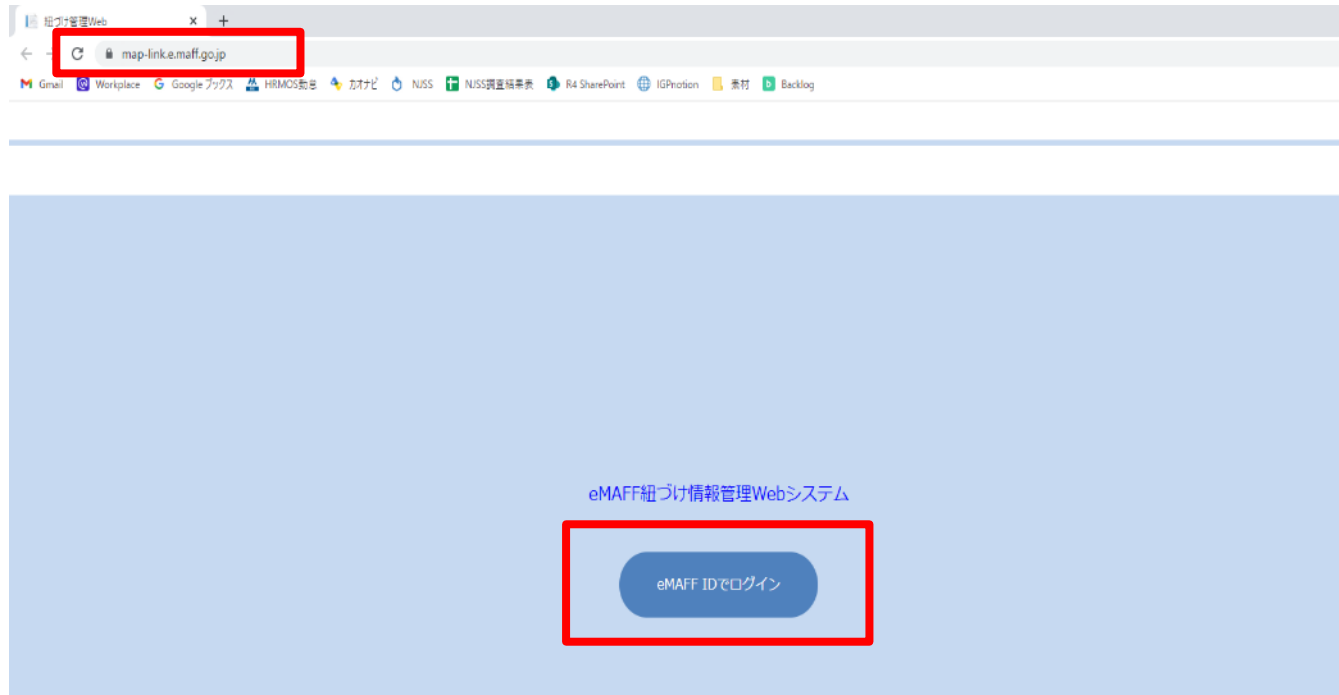 紐づけ管理Web
map-link.e.maff.go.jp
Gmail Workplace Google ブックス HRMOS勤怠 カオナビ NJSS NJSS調査結果表 R4 SharePoint IGPnotion 素材 Backlog
eMAFF紐づけ情報管理Webシステム
eMAFF IDでログイン